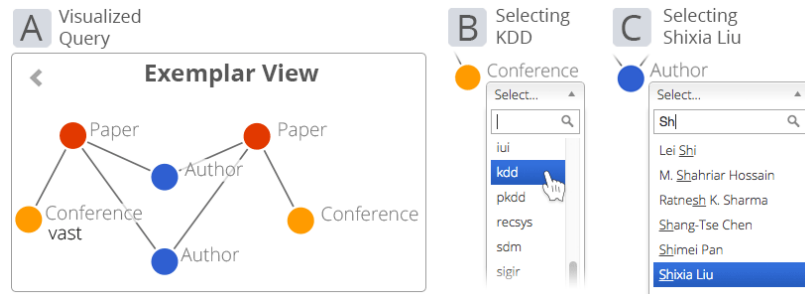 A Visualized
Query
Exemplar View
Paper
Paper
Author
Conference
vast
Conference
Author
B Selecting
KDD
Conference
Select...
iui
kdd
pkdd
recsys
sdm
sigir
C Selecting
Shixia Liu
Author
Select...
Sh
Lei Shi
M. Shahriar Hossain
Ratnesh K. Sharma
Shang-Tse Chen
Shimei Pan
Shixia Liu